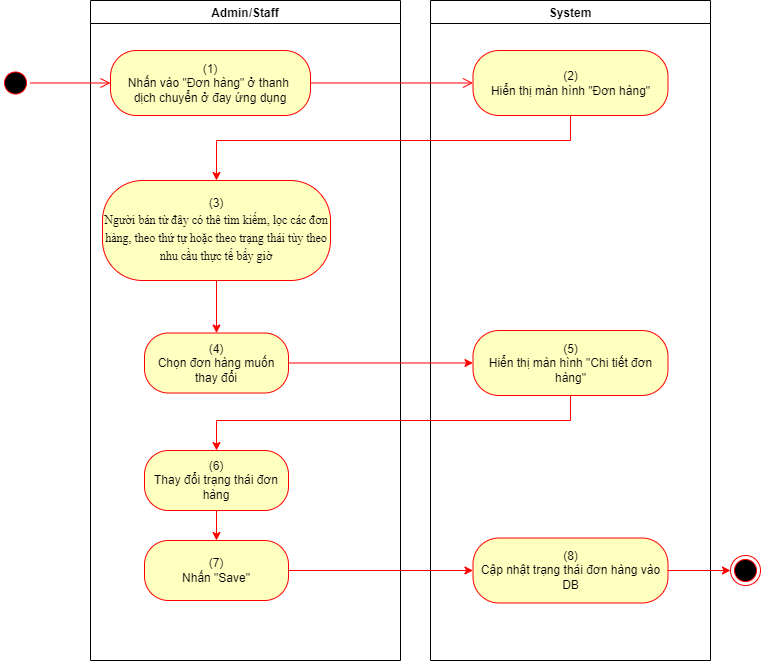 Admin/Staff
System
(1)
Nhấn vào "Đơn hàng" ở thanh
dịch chuyển ở đay ứng dụng
(2)
Hiển thị màn hình "Đơn hàng"
(3)
Người bán từ đây có thể tìm kiếm, lọc các đơn
hàng, theo thứ tự hoặc theo trạng thái tùy theo
nhu cầu thực tế bấy giờ
(4)
Chọn đơn hàng muốn
thay đổi
(5)
Hiển thị màn hình "Chi tiết đơn
hàng"
(6)
Thay đổi trạng thái đơn
hàng
(7)
Nhấn "Save"
(8)
Cập nhật trạng thái đơn hàng vào
DB